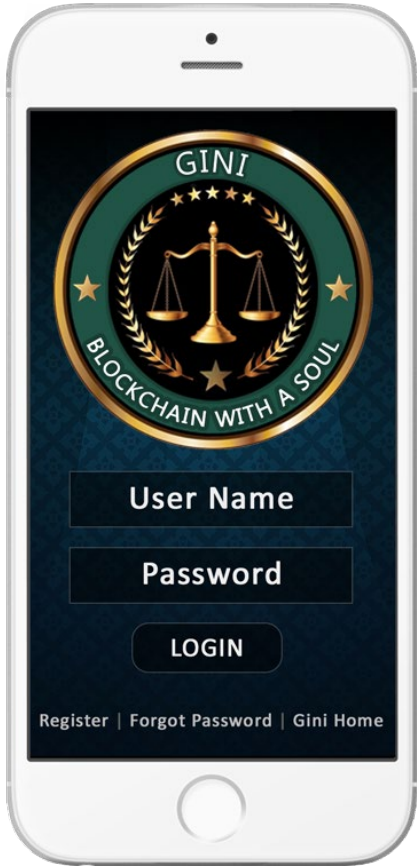 GINI
BLOCKCHAIN WITH A SOUL
User Name
Password
LOGIN
Register | Forgot Password | Gini Home